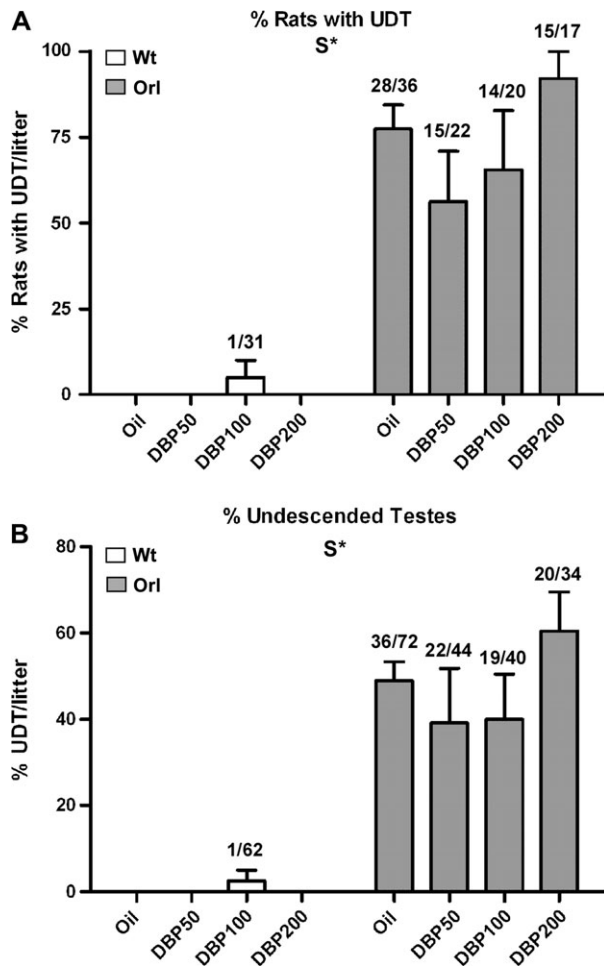 A
% Rats with UDT
S*
Wt
Orl
% Rats with UDT/litter
100
75
50
25
0
1/31
28/36
15/22
14/20
15/17
Oil
DBP50
DBP100
DBP200
Oil
DBP50
DBP100
DBP200
B
% Undescended Testes
S*
Wt
Orl
% UDT/litter
80
60
40
20
0
1/62
36/72
22/44
19/40
20/34
Oil
DBP50
DBP100
DBP200
Oil
DBP50
DBP100
DBP200